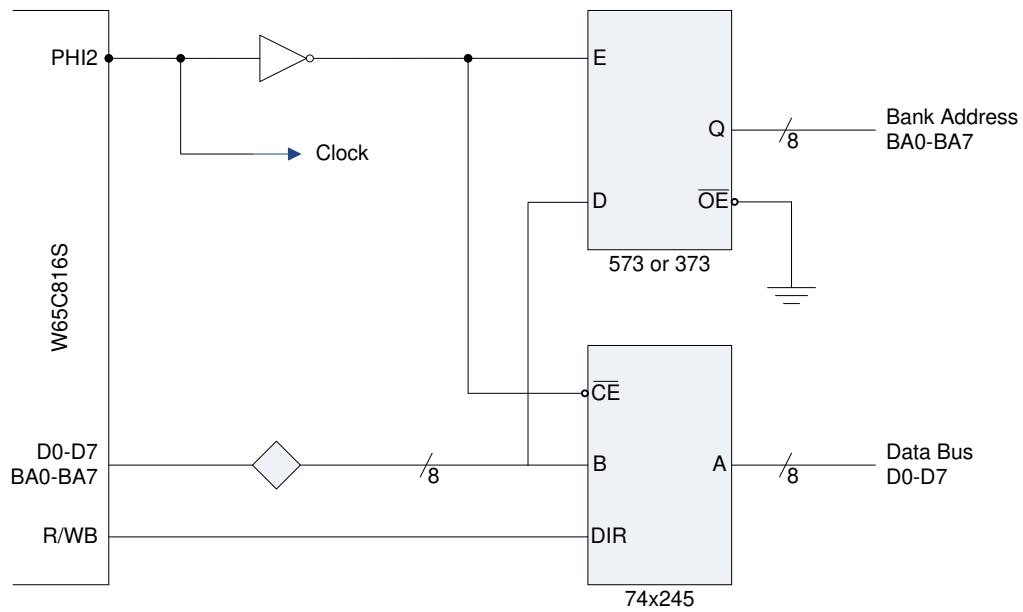 PHI2
E
Q
8
Bank Address
BA0-BA7
Clock
D
OE
573 or 373
W65C816S
CE
D0-D7
BA0-BA7
8
B
A
8
Data Bus
D0-D7
R/WB
DIR
74x245